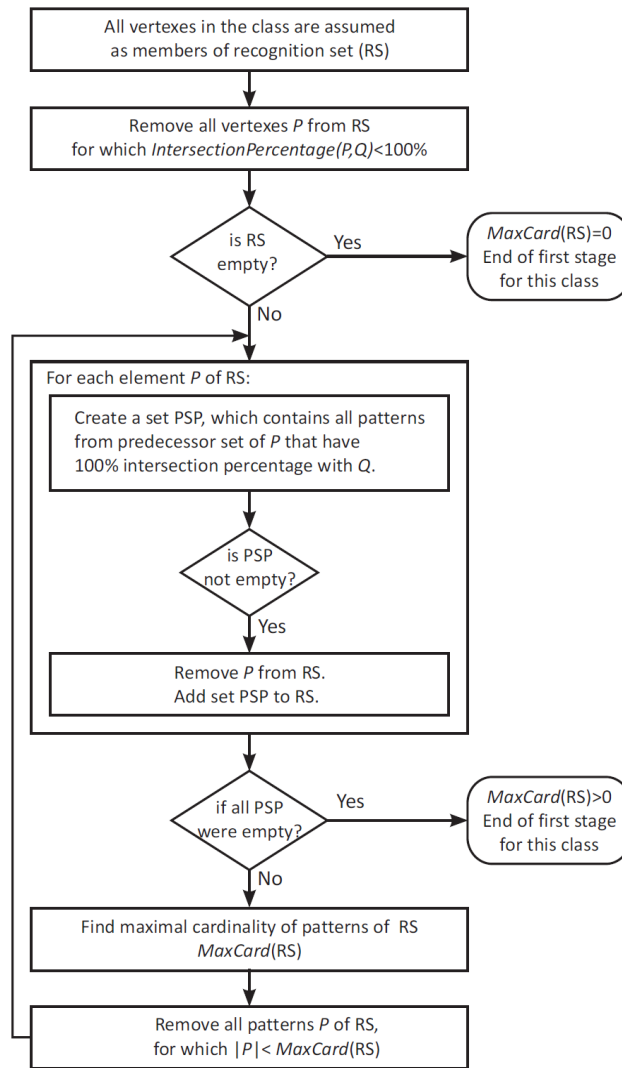 All vertexes in the class are assumed
as members of recognition set (RS)
Remove all vertexes P from RS
for which IntersectionPercentage(P,Q)<100%
is RS
empty?
Yes
MaxCard(RS)=0
End of first stage
for this class
No
For each element P of RS:
Create a set PSP, which contains all patterns
from predecessor set of P that have
100% intersection percentage with Q.
is PSP
not empty?
Yes
Remove P from RS.
Add set PSP to RS.
if all PSP
were empty?
Yes
MaxCard(RS)>0
End of first stage
for this class
No
Find maximal cardinality of patterns of RS
MaxCard(RS)
Remove all patterns P of RS,
for which |P|< MaxCard(RS)